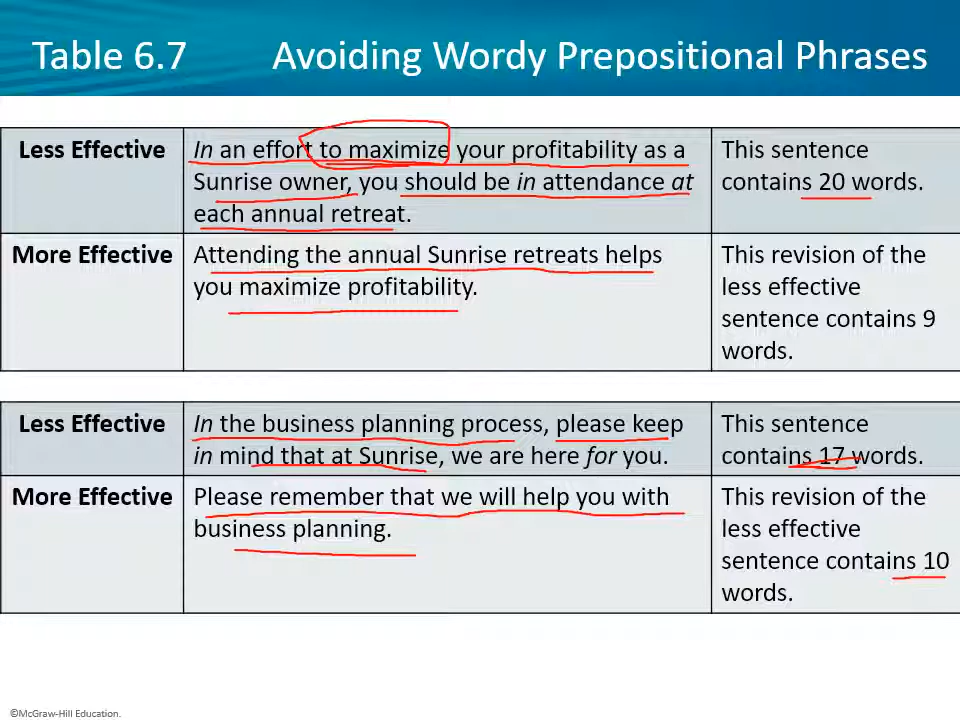 Table 6.7 Avoiding Wordy Prepositional Phrases
Less Effective
In an effort to maximize your profitability as a
Sunrise owner, you should be in attendance at
each annual retreat.
This sentence
contains 20 words.
More Effective
Attending the annual Sunrise retreats helps
you maximize profitability.
This revision of the
less effective
sentence contains 9
words.
Less Effective
In the business planning process, please keep
in mind that at Sunrise, we are here for you.
This sentence
contains 17 words.
More Effective
Please remember that we will help you with
business planning.
This revision of the
less effective
sentence contains 10
words.
©McGraw-Hill Education.